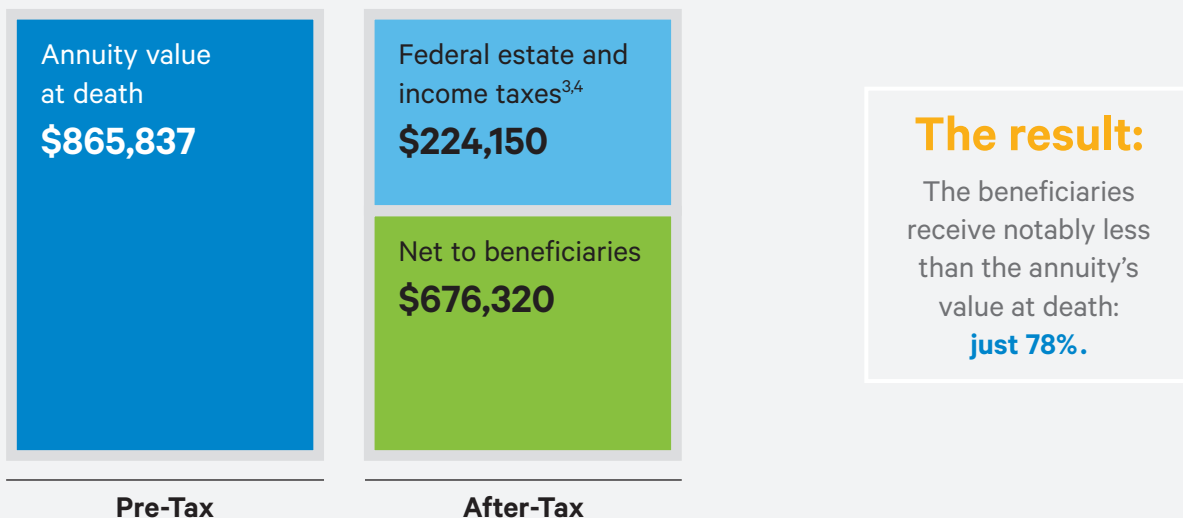 Annuity value
at death
$865,837
Federal estate and
income taxes3,4
$224,150
Net to beneficiaries
$676,320
Pre-Tax
After-Tax
The result:
The beneficiaries
receive notably less
than the annuity’s
value at death:
just 78%.